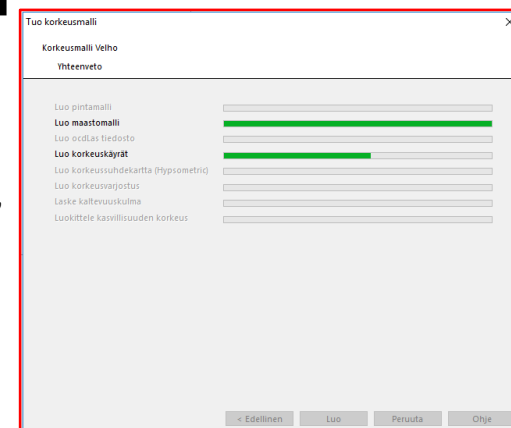 Tuo korkeusmalli
Korkeusmalli Velho
Yhteenveto
Luo pintamalli
Luo maastomalli
Luo ocdLas tiedosto
Luo korkeuskäyrät
Luo korkeussuhdekartta (Hypsometric)
Luo korkeusvarjostus
Laske kaltevuuskulma
Luokittele kasvillisuuden korkeus
< Edellinen Luo Peruuta Ohje